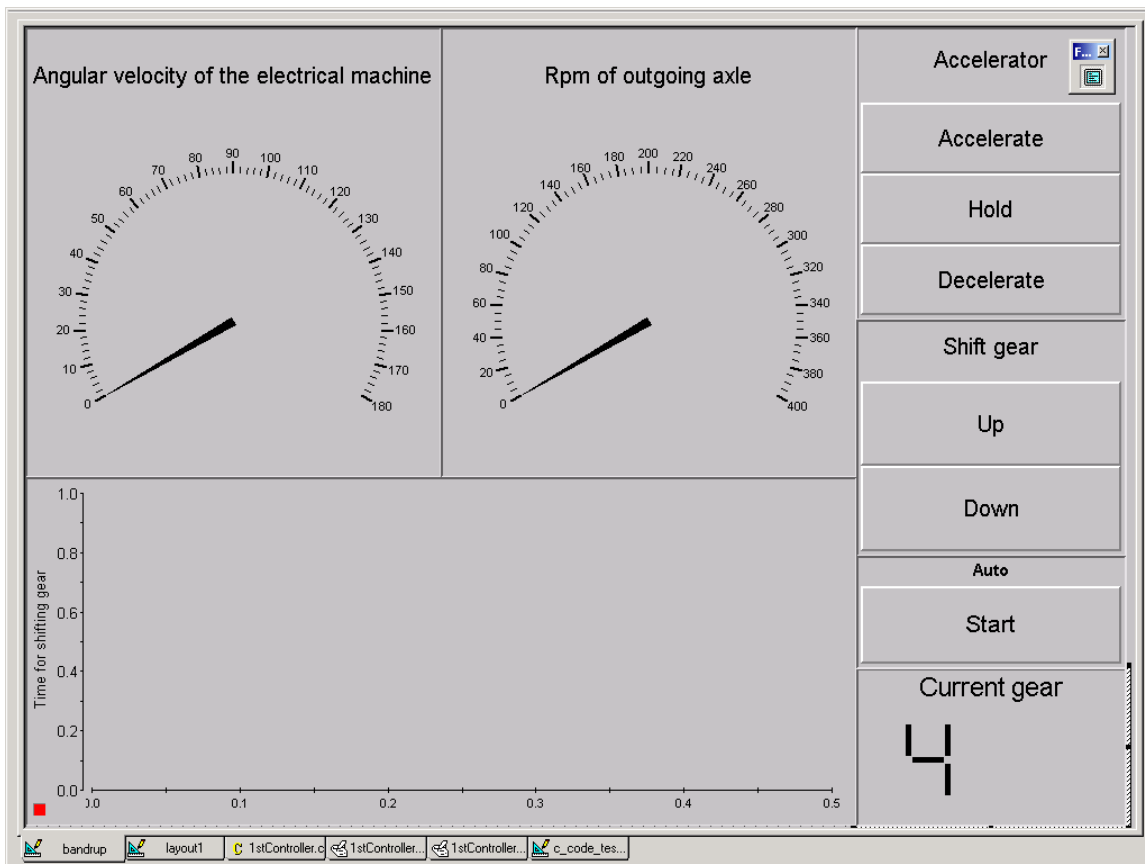 Angular velocity of the electrical machine
0
10
20
30
40
50
60
70
80
90
100
110
120
130
140
150
160
170
180
Rpm of outgoing axle
0
20
40
60
80
100
120
140
160
180
200
220
240
260
280
300
320
340
360
380
400
Accelerator
F...
Accelerate
Hold
Decelerate
Shift gear
Up
Down
Auto
Start
Current gear
4
Time for shifting gear
1.0
0.8
0.6
0.4
0.2
0.0
0.0
0.1
0.2
0.3
0.4
0.5
bandrup
layout1
C 1stController.c
1stController...
1stController...
c_code_tes...